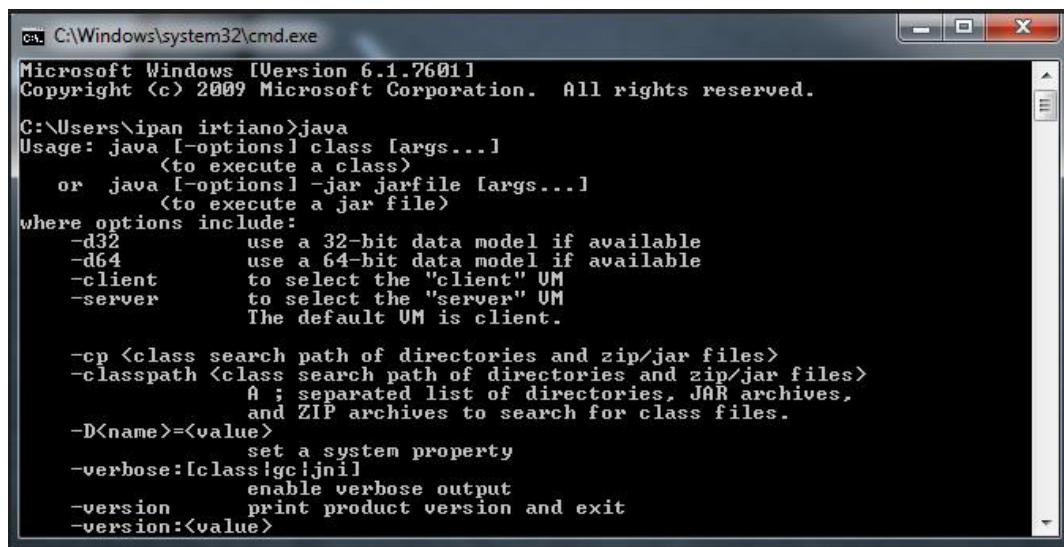 C:\Windows\system32\cmd.exe
Microsoft Windows [Version 6.1.7601]
Copyright (c) 2009 Microsoft Corporation.  All rights reserved.
C:\Users\ipan irtiano>java
Usage: java [-options] class [args...]
           (to execute a class)
   or  java [-options] -jar jarfile [args...]
           (to execute a jar file)
where options include:
    -d32          use a 32-bit data model if available
    -d64          use a 64-bit data model if available
    -client       to select the "client" VM
    -server       to select the "server" VM
                  The default VM is client.
    -cp <class search path of directories and zip/jar files>
    -classpath <class search path of directories and zip/jar files>
                  A ; separated list of directories, JAR archives,
                  and ZIP archives to search for class files.
    -D<name>=<value>
                  set a system property
    -verbose:[class|gc|jni]
                  enable verbose output
    -version      print product version and exit
    -version:<value>